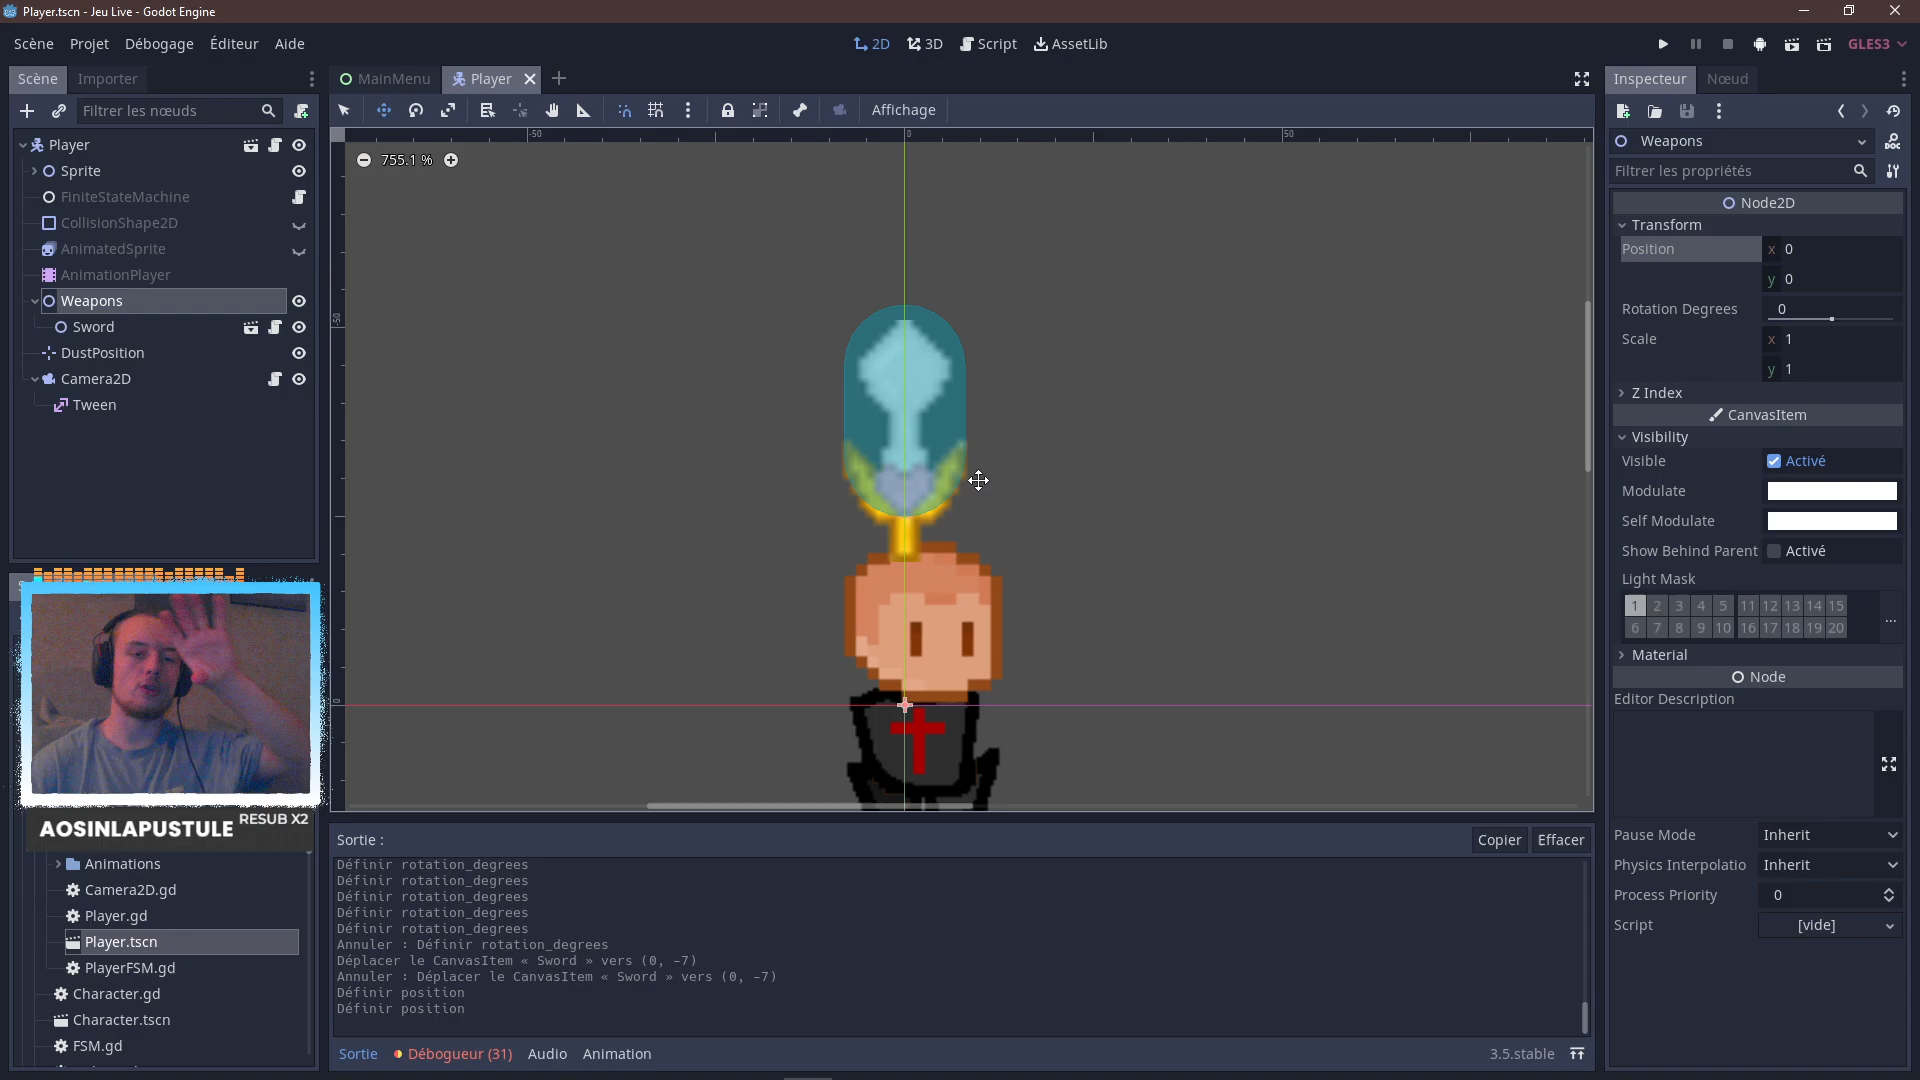 Player.tscn - Jeu Live - Godot Engine
Scène Projet Débogage Éditeur Aide
2D 3D Script AssetLib
GLES3
Scène Importer
Filtrer les nœuds
Player
Sprite
FiniteStateMachine
CollisionShape2D
AnimatedSprite
AnimationPlayer
Weapons
Sword
DustPosition
Camera2D
Tween
AOSINLAPUSTULE RESUB X2
Animations
Camera2D.gd
Player.gd
Player.tscn
PlayerFSM.gd
Character.gd
Character.tscn
FSM.gd
MainMenu Player
Affichage
-50 0 50
755.1 %
-50
0
Sortie :
Copier Effacer
Définir rotation_degrees
Définir rotation_degrees
Définir rotation_degrees
Définir rotation_degrees
Définir rotation_degrees
Annuler : Définir rotation_degrees
Déplacer le CanvasItem « Sword » vers (0, -7)
Annuler : Déplacer le CanvasItem « Sword » vers (0, -7)
Définir position
Définir position
Sortie Débogueur (31) Audio Animation 3.5.stable
Inspecteur Nœud
Weapons
Filtrer les propriétés
Node2D
Transform
Position x 0
y 0
Rotation Degrees 0
Scale x 1
y 1
Z Index
CanvasItem
Visibility
Visible Activé
Modulate
Self Modulate
Show Behind Parent Activé
Light Mask
1 2 3 4 5 11 12 13 14 15
6 7 8 9 10 16 17 18 19 20
...
Material
Node
Editor Description
Pause Mode Inherit
Physics Interpolatio Inherit
Process Priority 0
Script [vide]